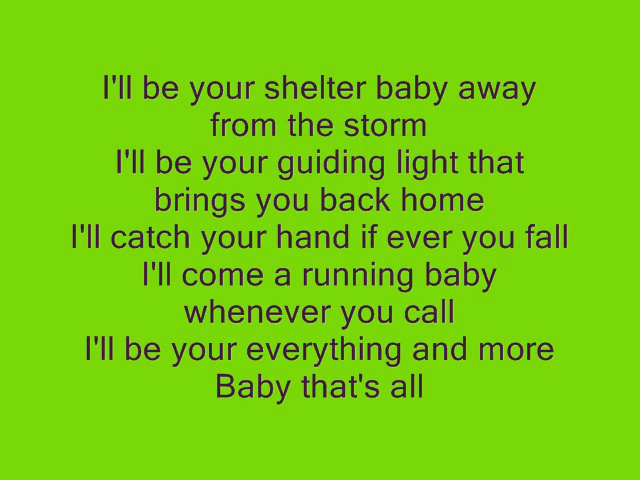 I'll be your shelter baby away
from the storm
I'll be your guiding light that
brings you back home
I'll catch your hand if ever you fall
I'll come a running baby
whenever you call
I'll be your everything and more
Baby that's all